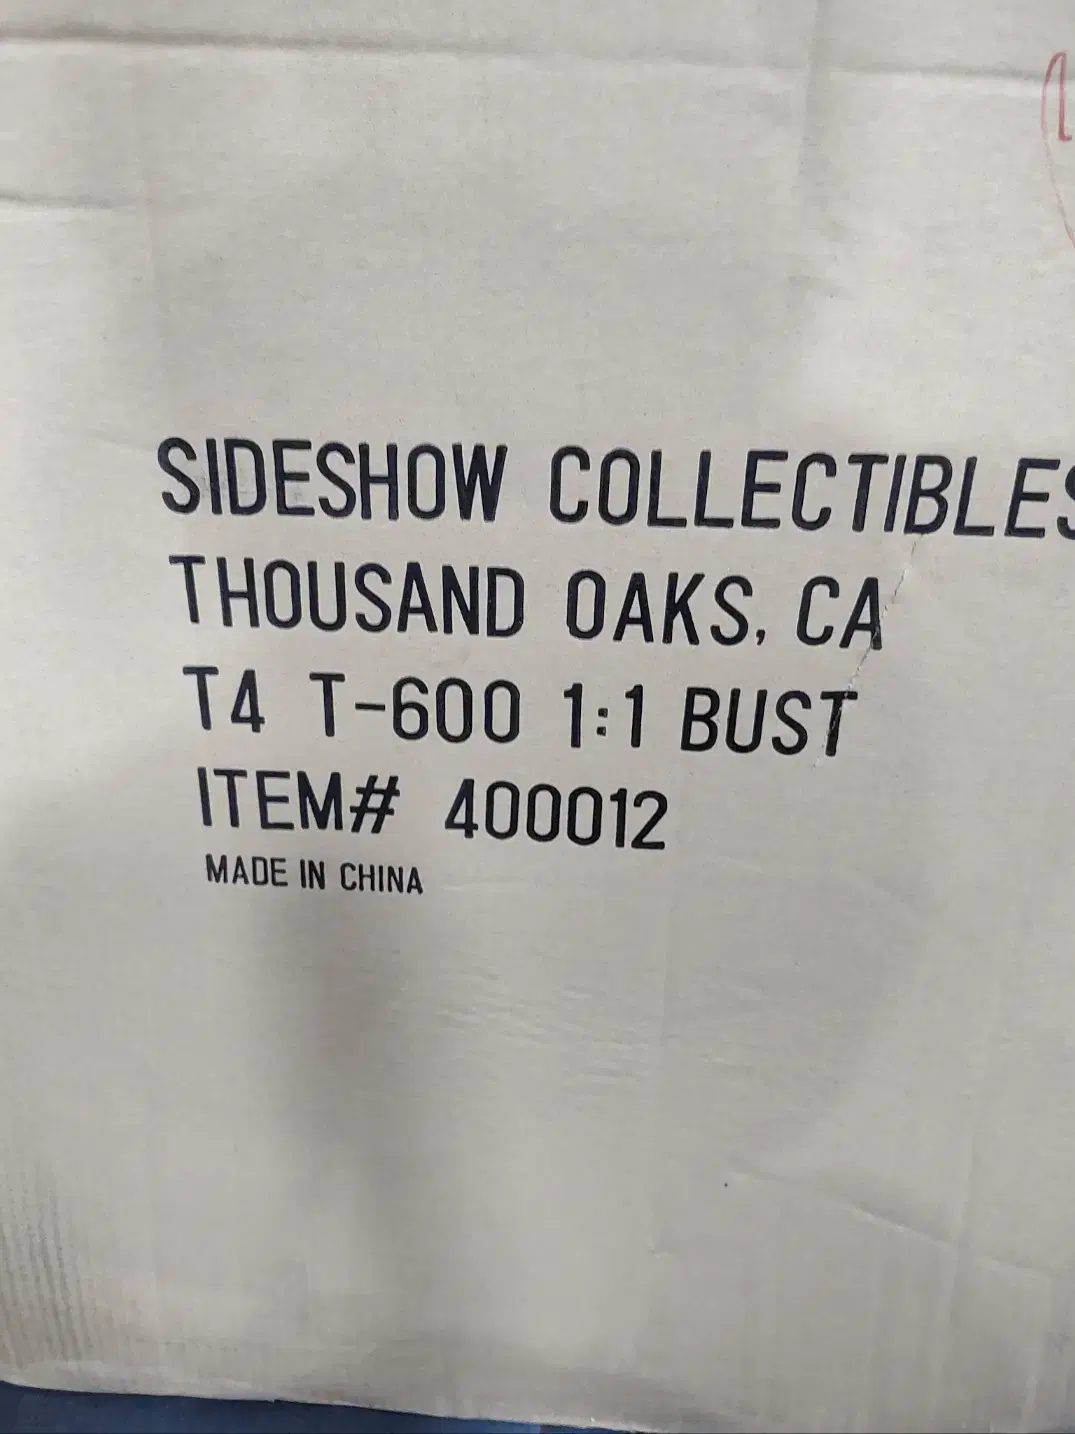 SIDESHOW COLLECTIBLES
THOUSAND OAKS, CA
T4 T-600 1:1 BUST
ITEM# 400012
MADE IN CHINA